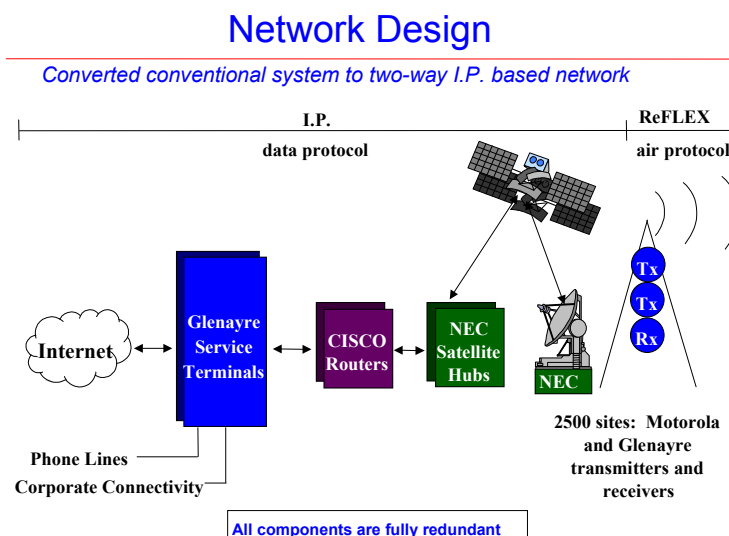 Network Design
Converted conventional system to two-way I.P. based network
I.P.
ReFLEX
data protocol
air protocol
Internet
Glenayre
Service
Terminals
CISCO
Routers
NEC
Satellite
Hubs
NEC
Tx
Tx
Rx
2500 sites: Motorola
and Glenayre
transmitters and
receivers
Phone Lines
Corporate Connectivity
All components are fully redundant